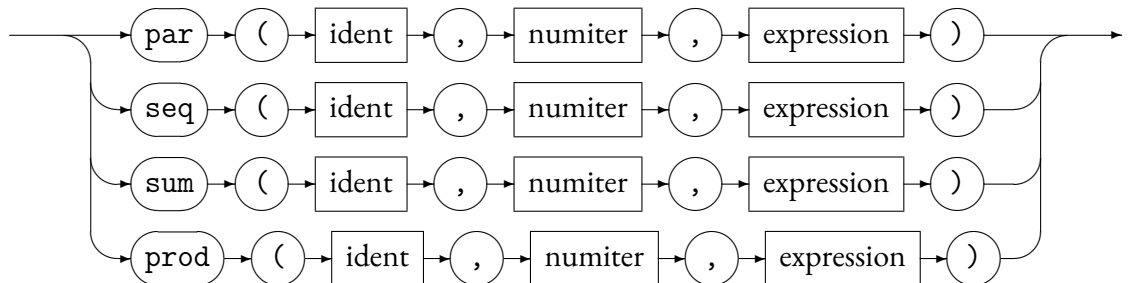 par ( ident , numiter , expression )
seq ( ident , numiter , expression )
sum ( ident , numiter , expression )
prod ( ident , numiter , expression )